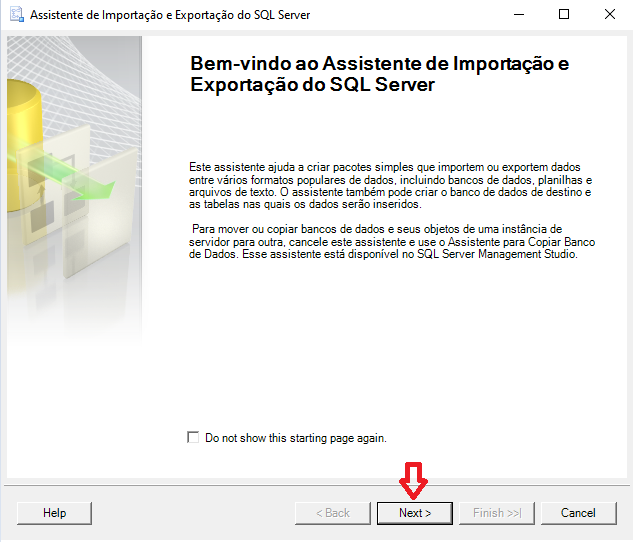 Assistente de Importação e Exportação do SQL Server
Bem-vindo ao Assistente de Importação e
Exportação do SQL Server
Este assistente ajuda a criar pacotes simples que importem ou exportem dados
entre vários formatos populares de dados, incluindo bancos de dados, planilhas e
arquivos de texto. O assistente também pode criar o banco de dados de destino e
as tabelas nas quais os dados serão inseridos.
Para mover ou copiar bancos de dados e seus objetos de uma instância de
servidor para outra, cancele este assistente e use o Assistente para Copiar Banco
de Dados. Esse assistente está disponível no SQL Server Management Studio.
Do not show this starting page again.
Help
< Back
Next >
Finish >>|
Cancel